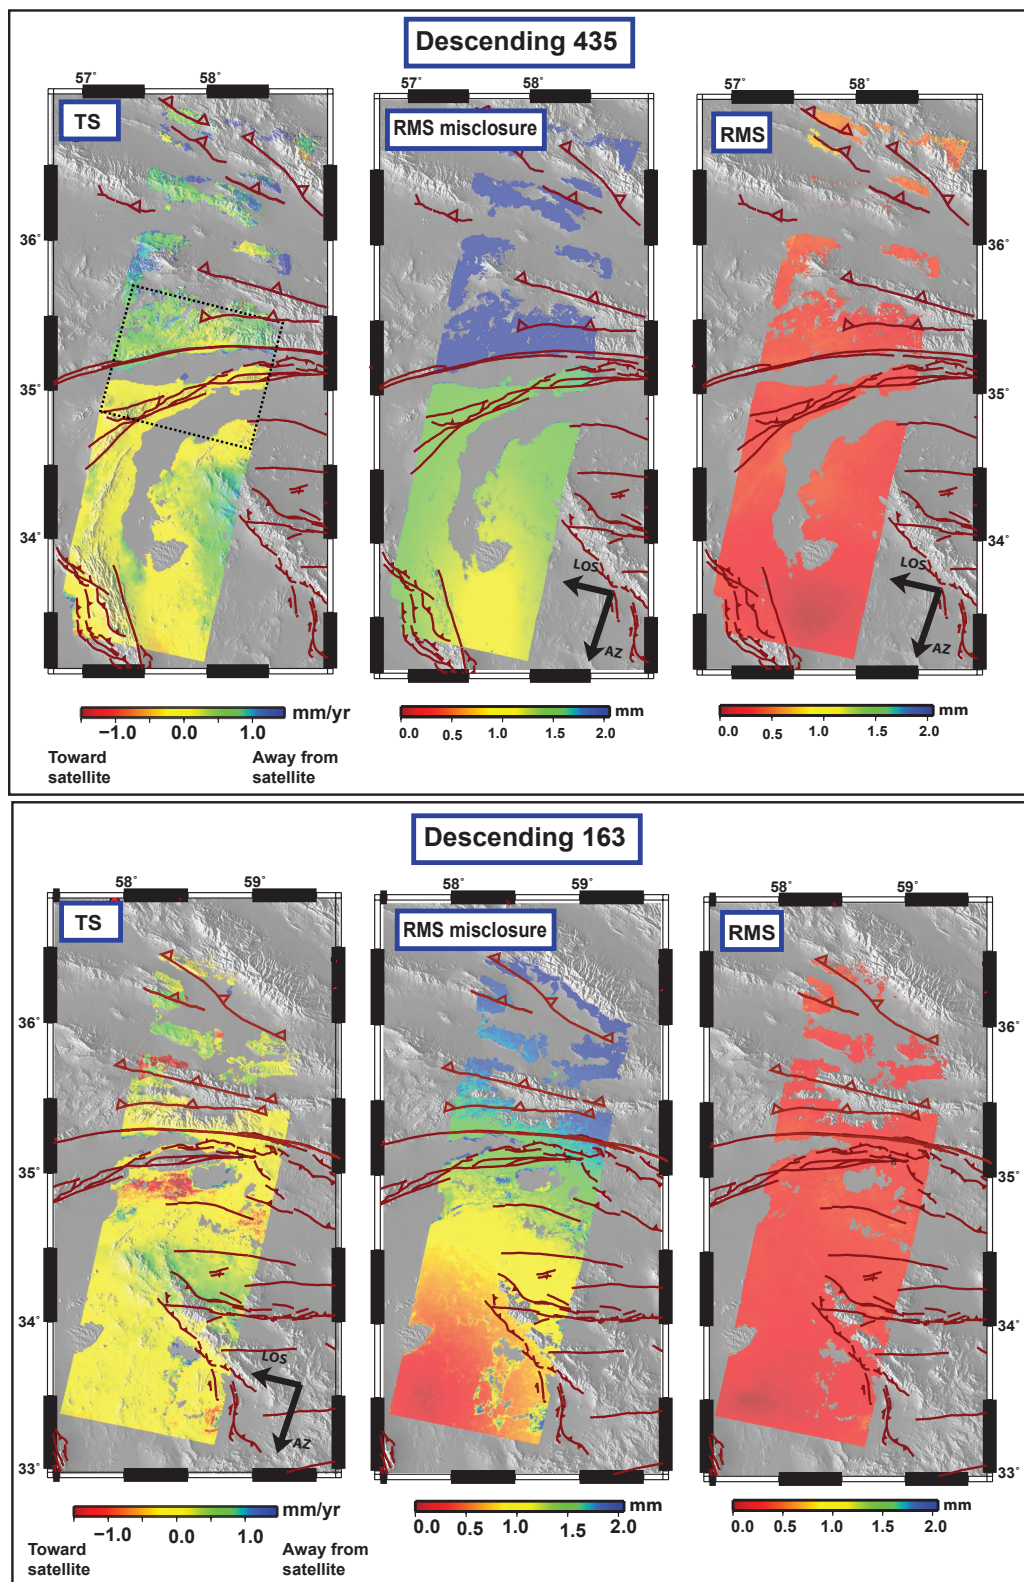 Descending 435
57° 58°
57° 58°
57° 58°
TS
RMS misclosure
RMS
36°
36°
35°
35°
34°
34°
LOS
AZ
LOS
AZ
mm/yr
−1.0 0.0 1.0
Toward satellite
Away from satellite
mm
0.0 0.5 1.0 1.5 2.0
mm
0.0 0.5 1.0 1.5 2.0
Descending 163
58° 59°
58° 59°
58° 59°
TS
RMS misclosure
RMS
36°
36°
35°
35°
34°
34°
LOS
AZ
33°
33°
mm/yr
−1.0 0.0 1.0
Toward satellite
Away from satellite
mm
0.0 0.5 1.0 1.5 2.0
mm
0.0 0.5 1.0 1.5 2.0